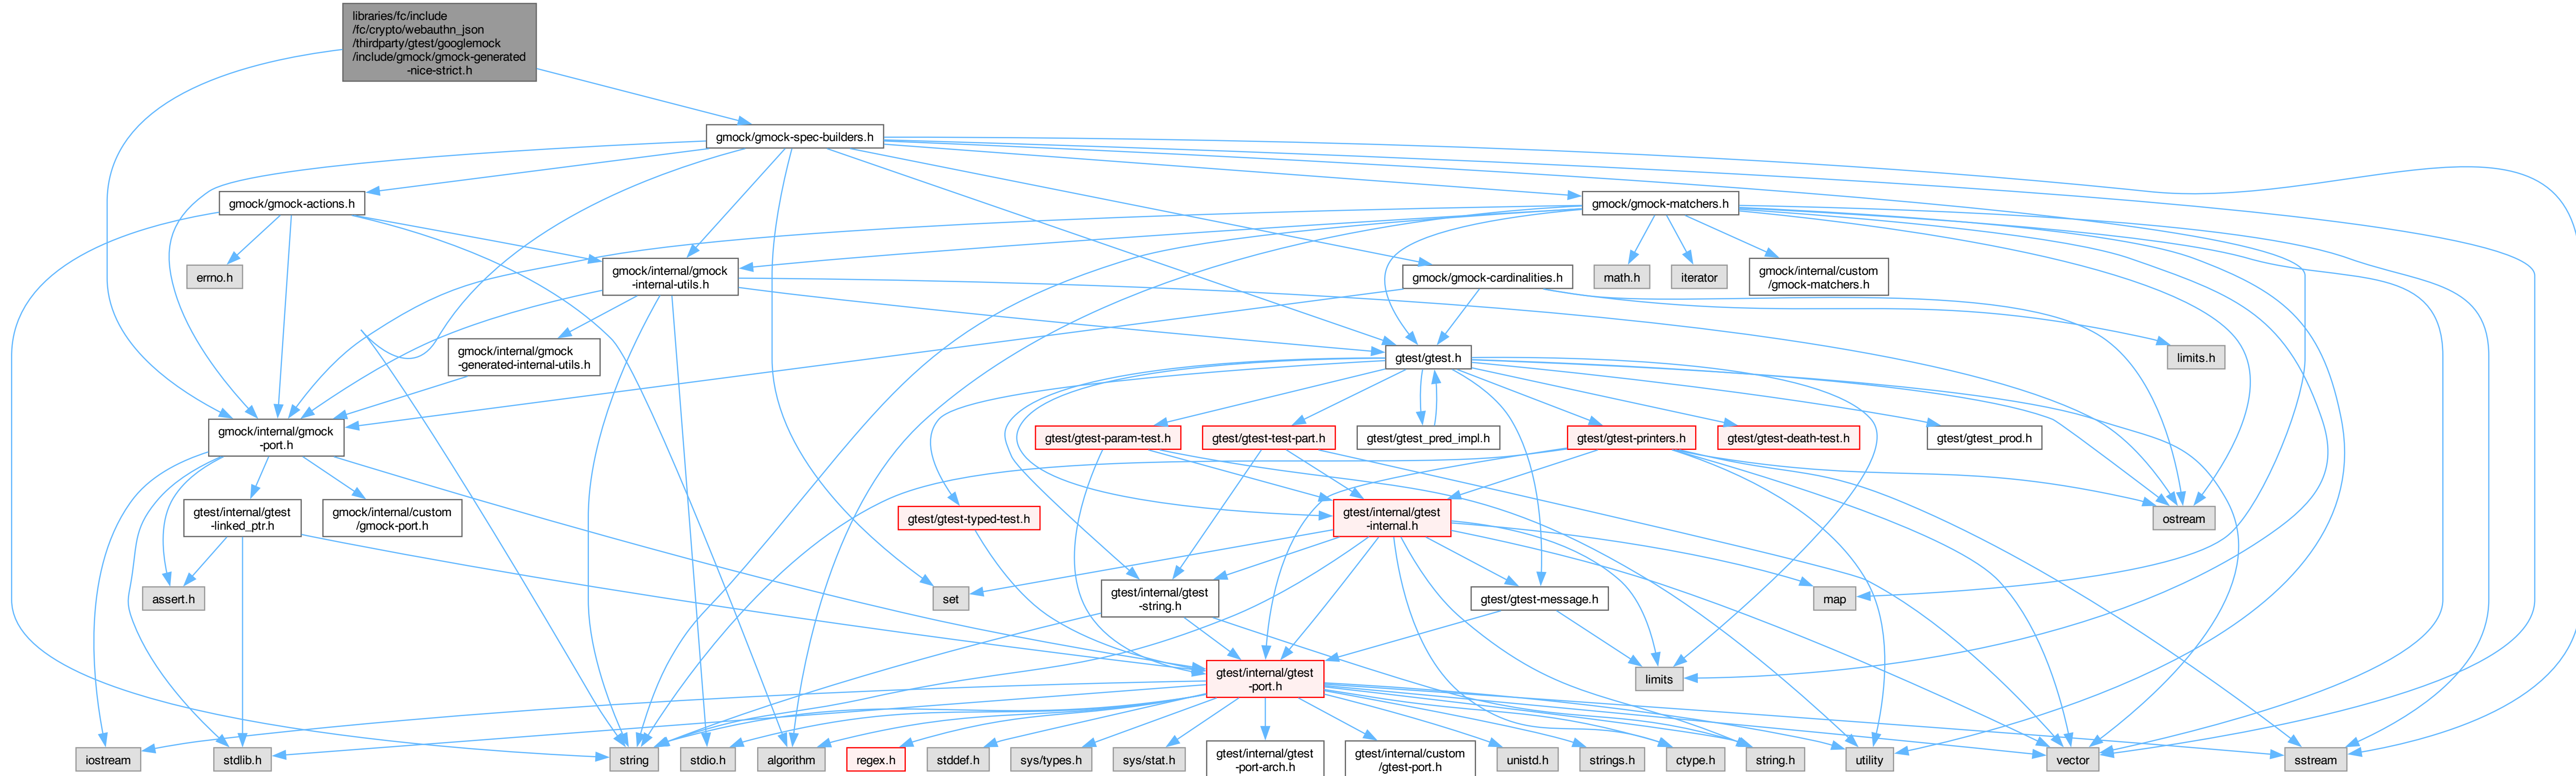 libraries/fc/include
/fc/crypto/webauthn_json
/thirdparty/gtest/googlemock
/include/gmock/gmock-generated
-nice-strict.h
gmock/gmock-spec-builders.h
gmock/gmock-actions.h
gmock/gmock-matchers.h
errno.h
gmock/internal/gmock
-internal-utils.h
gmock/gmock-cardinalities.h
math.h
iterator
gmock/internal/custom
/gmock-matchers.h
gmock/internal/gmock
-generated-internal-utils.h
gtest/gtest.h
limits.h
gmock/internal/gmock
-port.h
gtest/gtest-param-test.h
gtest/gtest-test-part.h
gtest/gtest_pred_impl.h
gtest/gtest-printers.h
gtest/gtest-death-test.h
gtest/gtest_prod.h
gtest/internal/gtest
-linked_ptr.h
gmock/internal/custom
/gmock-port.h
gtest/gtest-typed-test.h
gtest/internal/gtest
-internal.h
ostream
assert.h
set
gtest/internal/gtest
-string.h
gtest/gtest-message.h
map
gtest/internal/gtest
-port.h
limits
iostream
stdlib.h
string
stdio.h
algorithm
regex.h
stddef.h
sys/types.h
sys/stat.h
gtest/internal/gtest
-port-arch.h
gtest/internal/custom
/gtest-port.h
unistd.h
strings.h
ctype.h
string.h
utility
vector
sstream